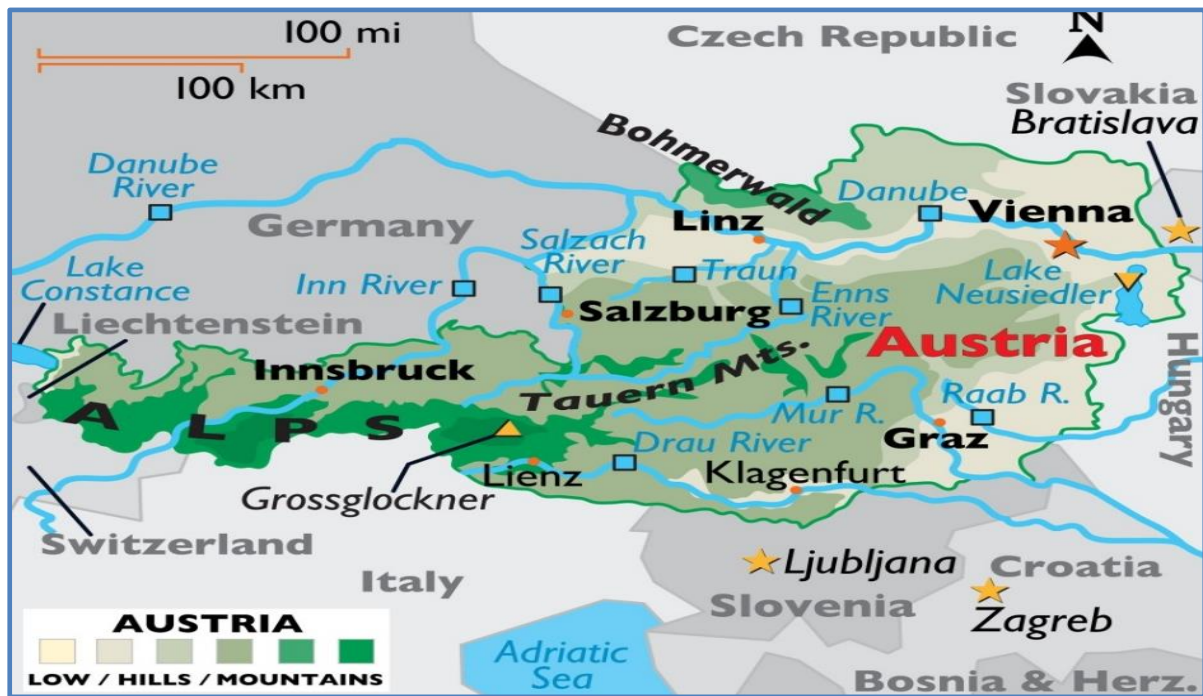 100 mi
100 km
Czech Republic
N
Slovakia
Bratislava
Bohmerwald
Danube
River
Germany
Danube
Linz
Vienna
Salzach
River
Lake
Constance
Inn River
Traun
Enns
River
Lake
Neusiedler
Liechtenstein
Salzburg
Austria
Hungary
Innsbruck
Tauern Mts.
ALPS
Mur R.
Raab R.
Graz
Drau River
Lienz
Klagenfurt
Grossglockner
Switzerland
Italy
Ljubljana
Slovenia
Croatia
Zagreb
Adriatic
Sea
Bosnia & Herz.
AUSTRIA
LOW / HILLS / MOUNTAINS